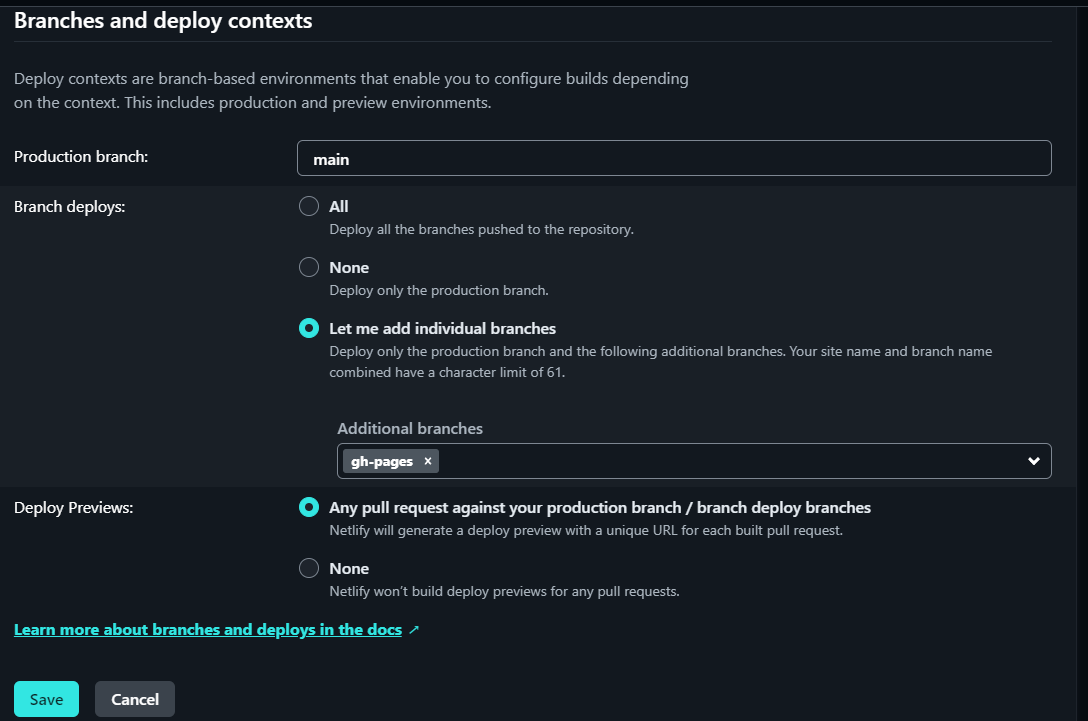 Branches and deploy contexts
Deploy contexts are branch-based environments that enable you to configure builds depending
on the context. This includes production and preview environments.
Production branch:
main
Branch deploys:
All
Deploy all the branches pushed to the repository.
None
Deploy only the production branch.
Let me add individual branches
Deploy only the production branch and the following additional branches. Your site name and branch name
combined have a character limit of 61.
Additional branches
gh-pages ×
Deploy Previews:
Any pull request against your production branch / branch deploy branches
Netlify will generate a deploy preview with a unique URL for each built pull request.
None
Netlify won’t build deploy previews for any pull requests.
Learn more about branches and deploys in the docs ↗
Save
Cancel